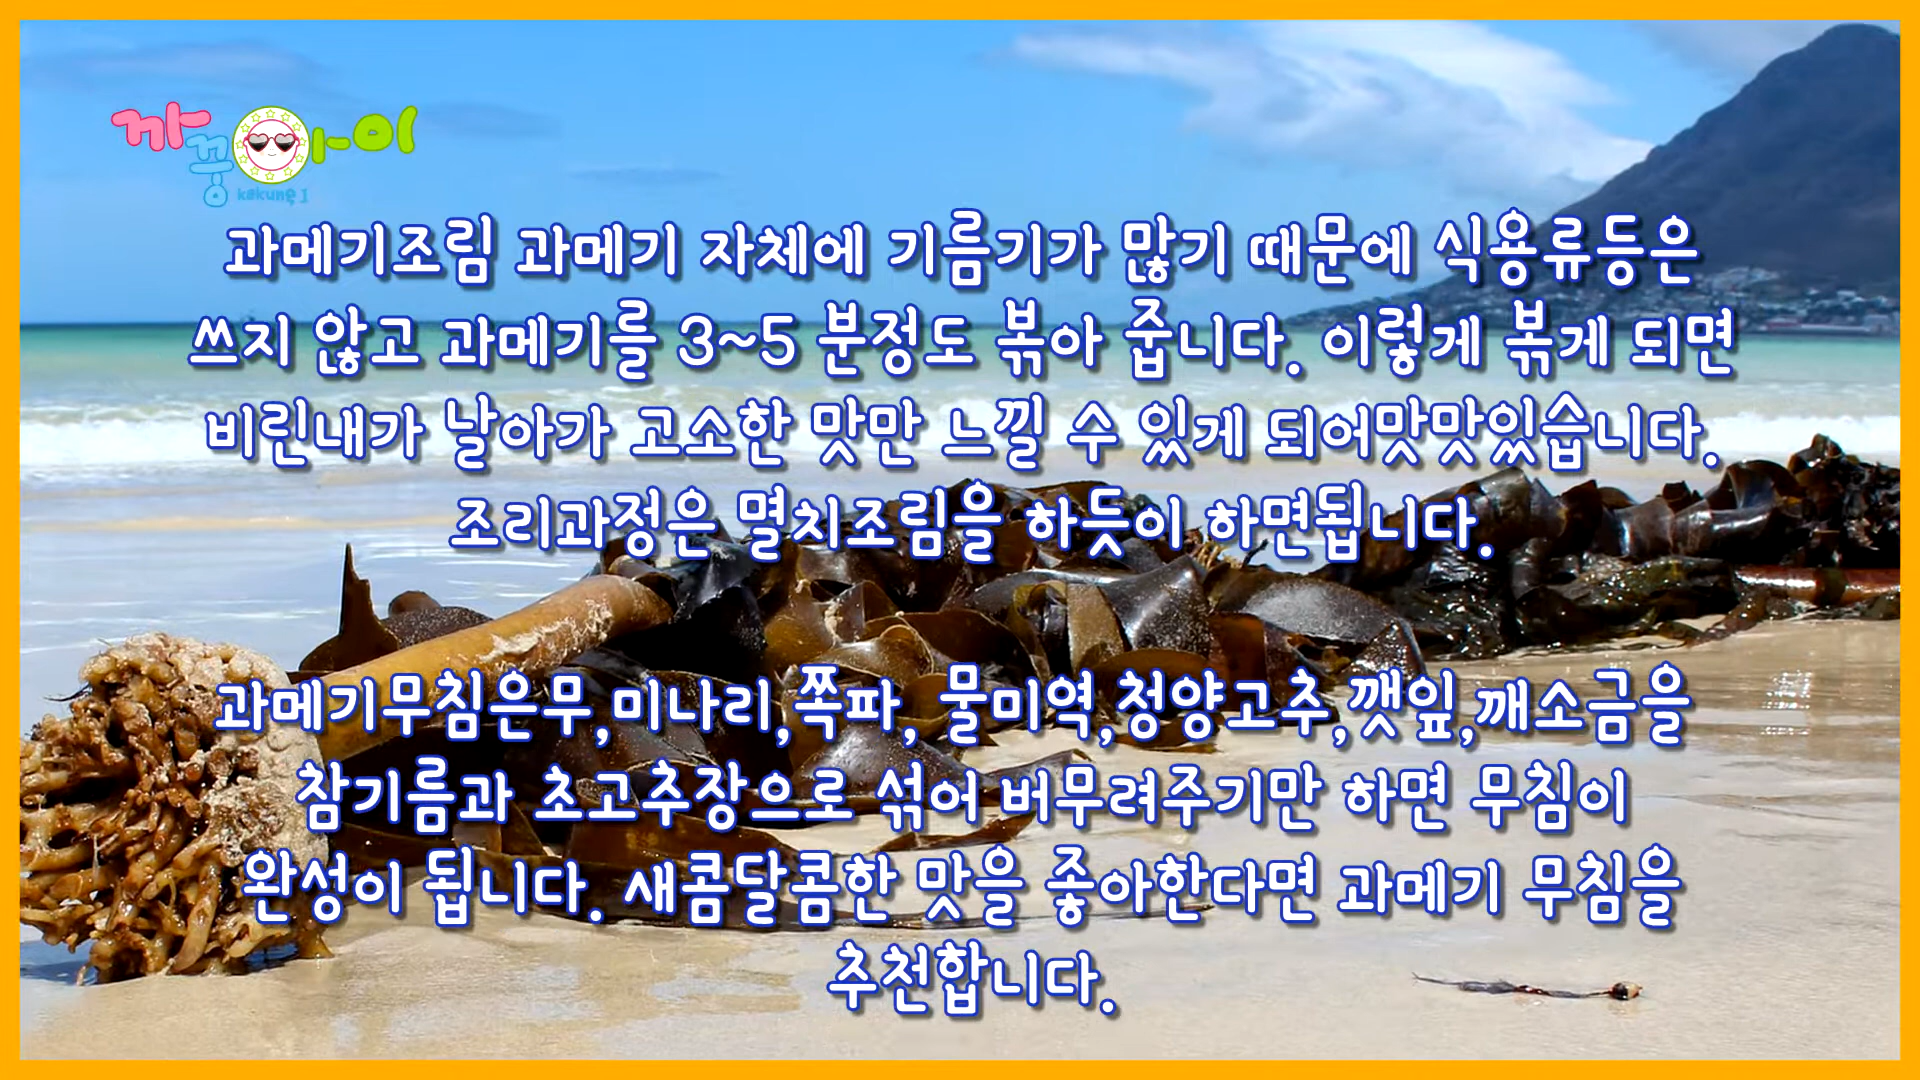 까꿍아이
kakung I
과메기조림 과메기 자체에 기름기가 많기 때문에 식용류등은
쓰지 않고 과메기를 3~5 분정도 볶아 줍니다. 이렇게 볶게 되면
비린내가 날아가 고소한 맛만 느낄 수 있게 되어맛맛있습니다.
조리과정은 멸치조림을 하듯이 하면됩니다.
과메기무침은무,미나리,쪽파, 물미역,청양고추,깻잎,깨소금을
참기름과 초고추장으로 섞어 버무려주기만 하면 무침이
완성이 됩니다. 새콤달콤한 맛을 좋아한다면 과메기 무침을
추천합니다.